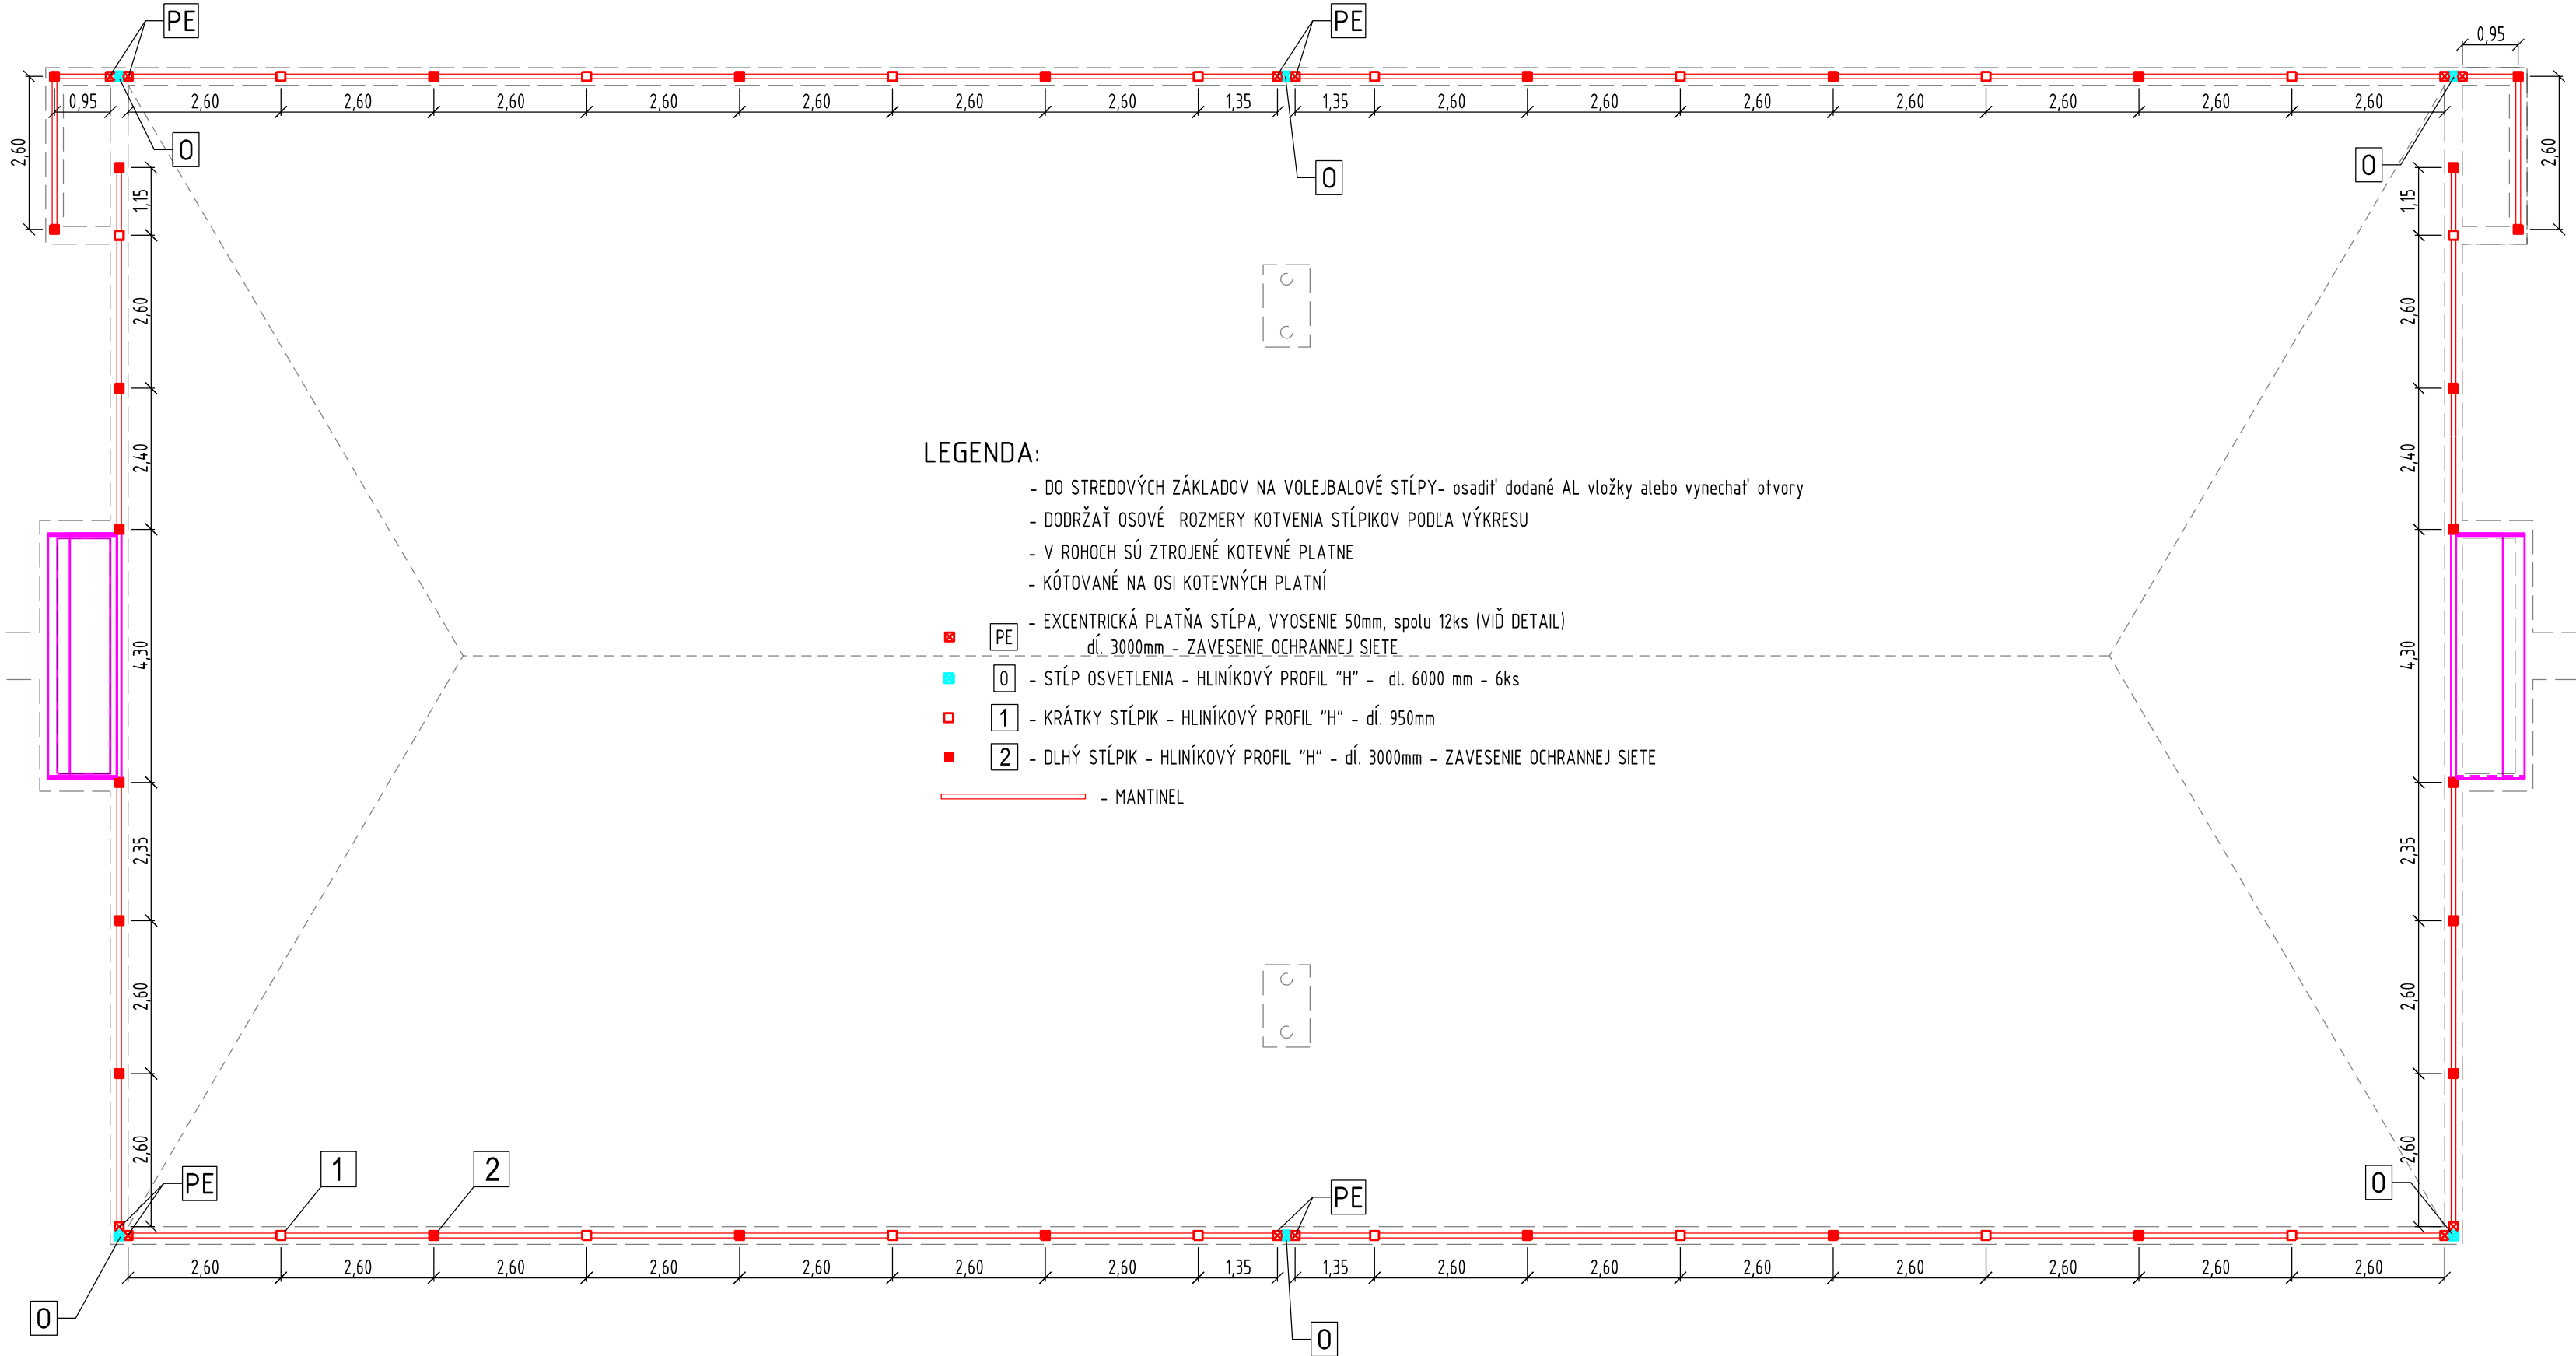 PE
PE
0,95
0,95
2,60
2,60
2,60
2,60
2,60
2,60
2,60
1,35
1,35
2,60
2,60
2,60
2,60
2,60
2,60
2,60
2,60
2,60
O
O
O
1,15
1,15
2,60
2,60
2,40
2,40
LEGENDA:
- DO STREDOVÝCH ZÁKLADOV NA VOLEJBALOVÉ STĹPY- osadiť dodané AL vložky alebo vynechať otvory
- DODRŽAŤ OSOVÉ ROZMERY KOTVENIA STĹPIKOV PODĽA VÝKRESU
- V ROHOCH SÚ ZTROJENÉ KOTEVNÉ PLATNE
- KÓTOVANÉ NA OSI KOTEVNÝCH PLATNÍ
PE - EXCENTRICKÁ PLATŇA STĹPA, VYOSENIE 50mm, spolu 12ks (VIĎ DETAIL)
dĺ. 3000mm - ZAVESENIE OCHRANNEJ SIETE
O - STĹP OSVETLENIA - HLINÍKOVÝ PROFIL "H" - dl. 6000 mm - 6ks
1 - KRÁTKY STĹPIK - HLINÍKOVÝ PROFIL "H" - dĺ. 950mm
2 - DLHÝ STĹPIK - HLINÍKOVÝ PROFIL "H" - dĺ. 3000mm - ZAVESENIE OCHRANNEJ SIETE
- MANTINEL
4,30
4,30
2,35
2,35
2,60
2,60
2,60
2,60
PE
1
2
PE
O
2,60
2,60
2,60
2,60
2,60
2,60
2,60
1,35
1,35
2,60
2,60
2,60
2,60
2,60
2,60
2,60
O
O